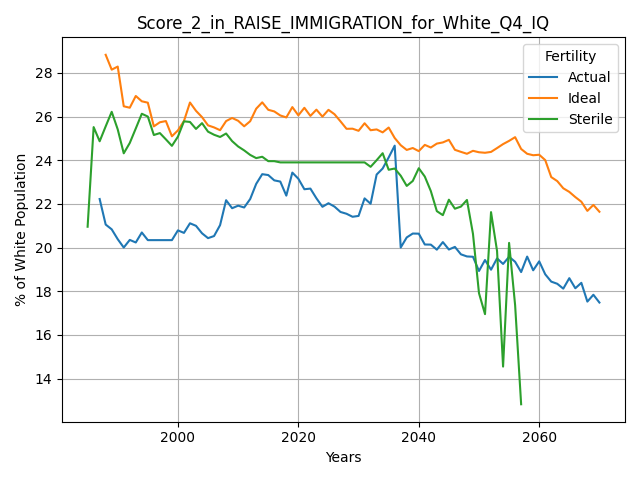 Score_2_in_RAISE_IMMIGRATION_for_White_Q4_IQ
Fertility
Actual
Ideal
Sterile
% of White Population
28
26
24
22
20
18
16
14
2000
2020
2040
2060
Years